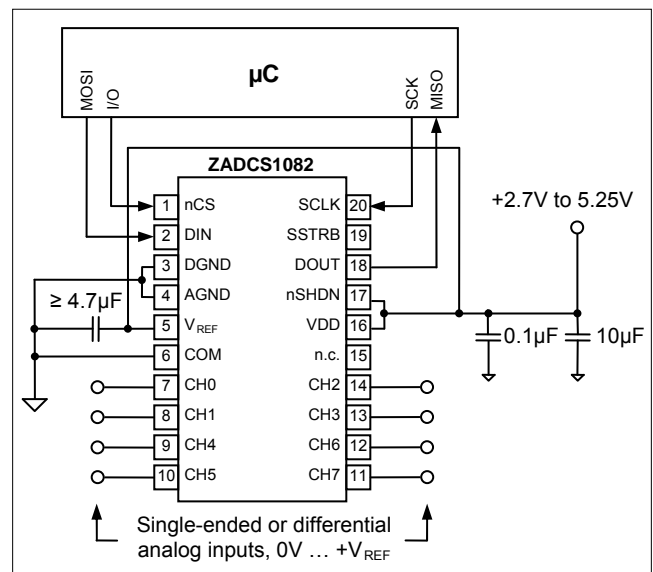 µC
MOSI
I/O
SCK
MISO
ZADCS1082
1 nCS SCLK 20
2 DIN SSTRB 19
3 DGND DOUT 18
4 AGND nSHDN 17
5 VREF VDD 16
6 COM n.c. 15
7 CH0 CH2 14
8 CH1 CH3 13
9 CH4 CH6 12
10 CH5 CH7 11
≥ 4.7µF
+2.7V to 5.25V
0.1µF
10µF
Single-ended or differential
analog inputs, 0V … +VREF